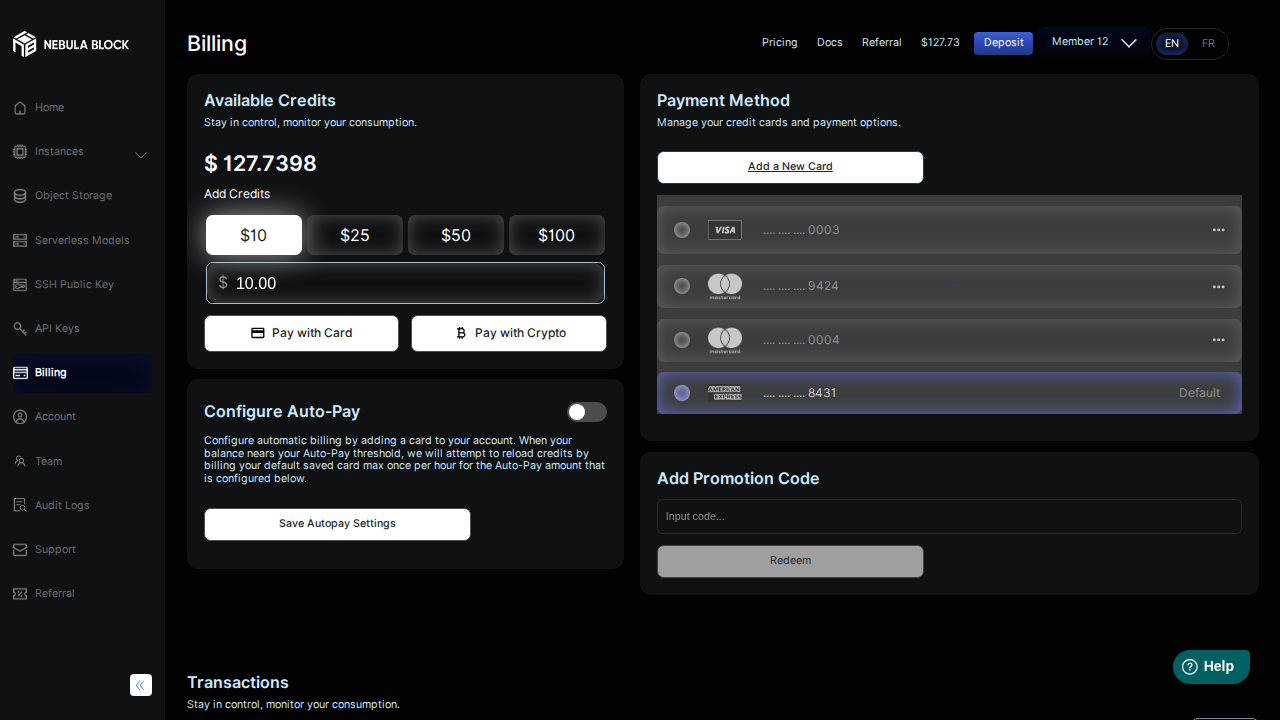 NEBULA BLOCK
Home
Instances
Object Storage
Serverless Models
SSH Public Key
API Keys
Billing
Account
Team
Audit Logs
Support
Referral
Billing
Pricing
Docs
Referral
$127.73
Deposit
Member 12
EN
FR
Available Credits
Stay in control, monitor your consumption.
$ 127.7398
Add Credits
$10
$25
$50
$100
$ 10.00
Pay with Card
Pay with Crypto
Configure Auto-Pay
Configure automatic billing by adding a card to your account. When your
balance nears your Auto-Pay threshold, we will attempt to reload credits by
billing your default saved card max once per hour for the Auto-Pay amount that
is configured below.
Save Autopay Settings
Payment Method
Manage your credit cards and payment options.
Add a New Card
VISA .... .... .... 0003
mastercard .... .... .... 9424
mastercard .... .... .... 0004
AMERICAN EXPRESS .... .... .... 8431 Default
Add Promotion Code
Input code...
Redeem
Transactions
Stay in control, monitor your consumption.
Help